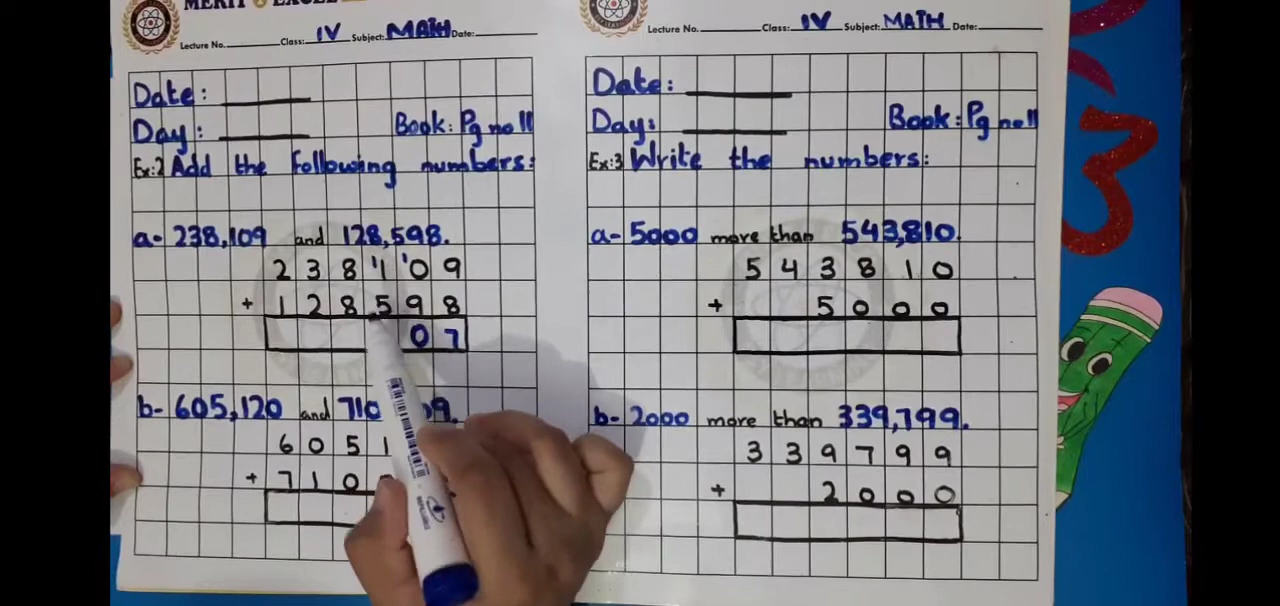 MERIT EXCEL
Lecture No. Class: IV Subject: MATH Date:
Date:
Day:
Book: Pg no 11
Ex:2 Add the following numbers:
a- 238,109 and 128,598.
2 3 8 '1 '0 9
+ 1 2 8 5 9 8
0 7
b- 605,120 and 710 09.
6 0 5 1
+ 7 1 0
Lecture No. Class: IV Subject: MATH Date:
Date:
Day:
Book: Pg no 11
Ex:3 Write the numbers:
a- 5000 more than 543,810.
5 4 3 8 1 0
+ 5 0 0 0
b- 2000 more than 339,799.
3 3 9 7 9 9
+ 2 0 0 0